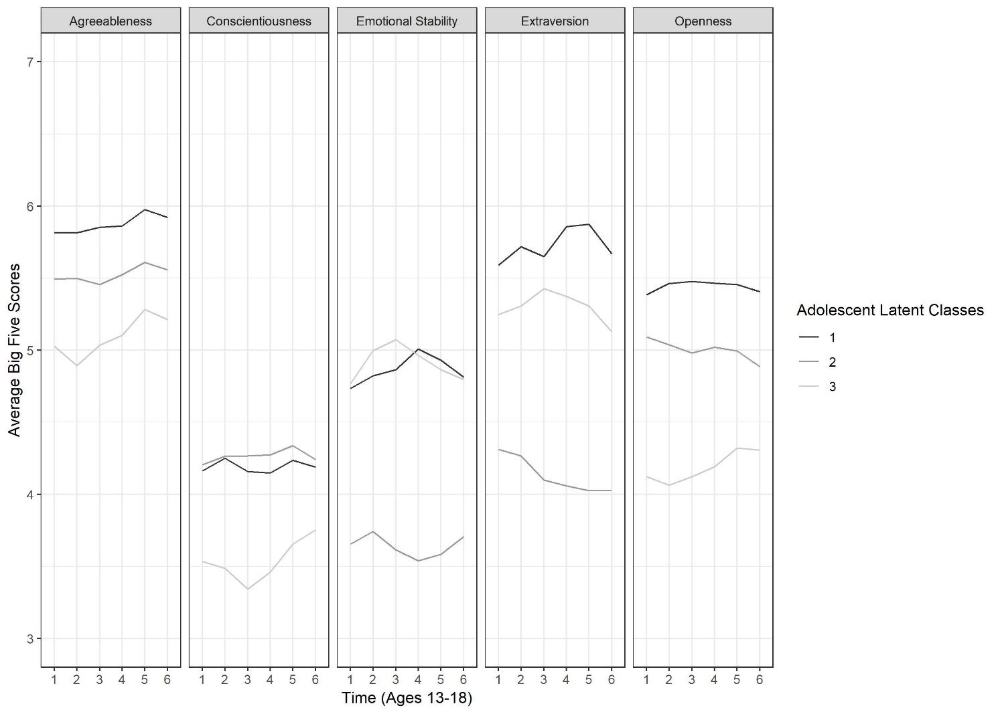 Agreeableness Conscientiousness Emotional Stability Extraversion Openness
7
6
5
4
3
Average Big Five Scores
1 2 3 4 5 6 1 2 3 4 5 6 1 2 3 4 5 6 1 2 3 4 5 6 1 2 3 4 5 6
Time (Ages 13-18)
Adolescent Latent Classes
1
2
3